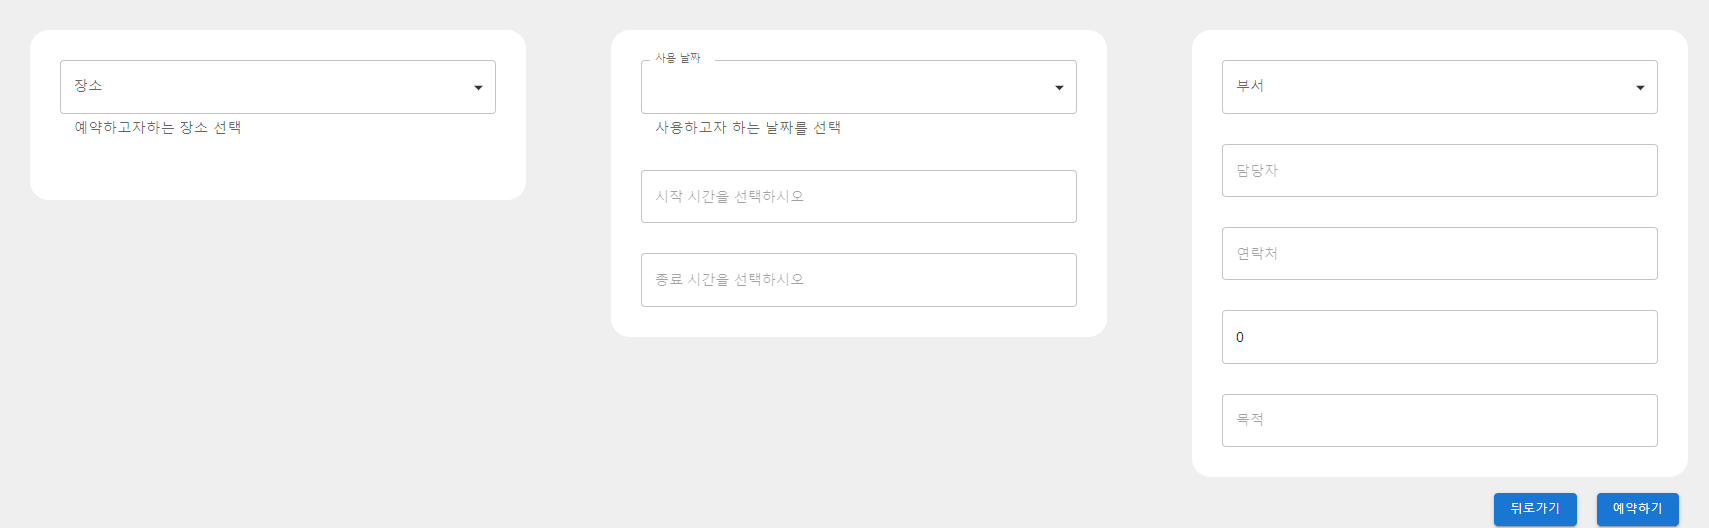 장소
예약하고자하는 장소 선택
사용 날짜
사용하고자 하는 날짜를 선택
시작 시간을 선택하시오
종료 시간을 선택하시오
부서
담당자
연락처
0
목적
뒤로가기
예약하기